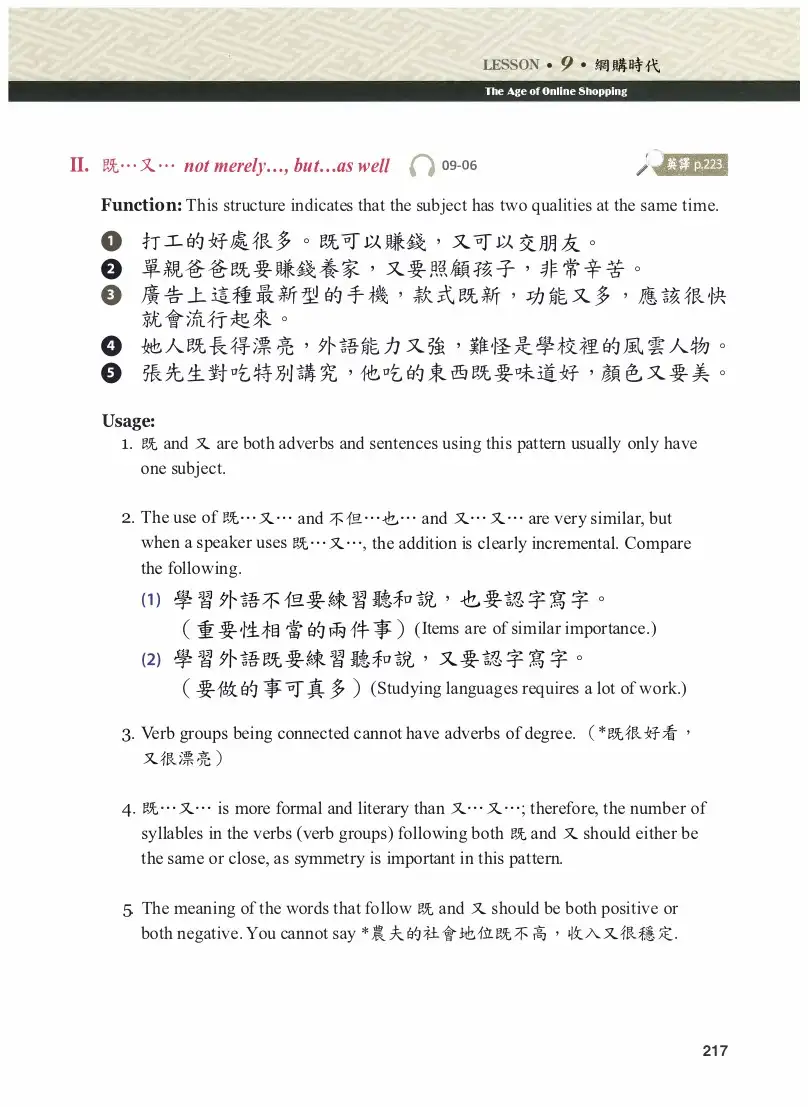 LESSON • 9 • 網購時代
The Age of Online Shopping
II. 既…又… not merely…, but…as well 09-06 英譯 p.223
Function: This structure indicates that the subject has two qualities at the same time.
1 打工的好處很多。既可以賺錢，又可以交朋友。
2 單親爸爸既要賺錢養家，又要照顧孩子，非常辛苦。
3 廣告上這種最新型的手機，款式既新，功能又多，應該很快
就會流行起來。
4 她人既長得漂亮，外語能力又強，難怪是學校裡的風雲人物。
5 張先生對吃特別講究，他吃的東西既要味道好，顏色又要美。
Usage:
1. 既 and 又 are both adverbs and sentences using this pattern usually only have
one subject.
2. The use of 既…又… and 不但…也… and 又…又… are very similar, but
when a speaker uses 既…又…, the addition is clearly incremental. Compare
the following.
(1) 學習外語不但要練習聽和說，也要認字寫字。
（重要性相當的兩件事）(Items are of similar importance.)
(2) 學習外語既要練習聽和說，又要認字寫字。
（要做的事可真多）(Studying languages requires a lot of work.)
3. Verb groups being connected cannot have adverbs of degree.（*既很好看，
又很漂亮）
4. 既…又… is more formal and literary than 又…又…; therefore, the number of
syllables in the verbs (verb groups) following both 既 and 又 should either be
the same or close, as symmetry is important in this pattern.
5. The meaning of the words that follow 既 and 又 should be both positive or
both negative. You cannot say *農夫的社會地位既不高，收入又很穩定.
217